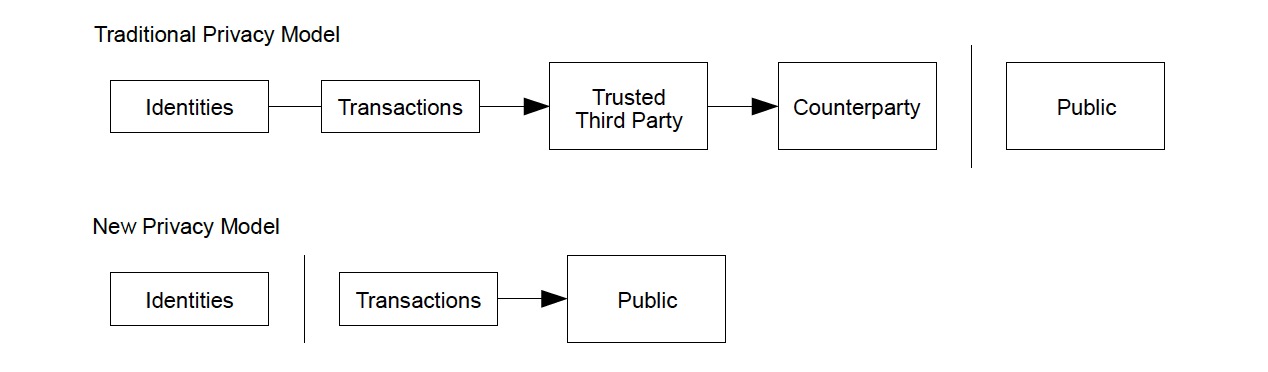 Traditional Privacy Model
Identities
Transactions
Trusted
Third Party
Counterparty
Public
New Privacy Model
Identities
Transactions
Public